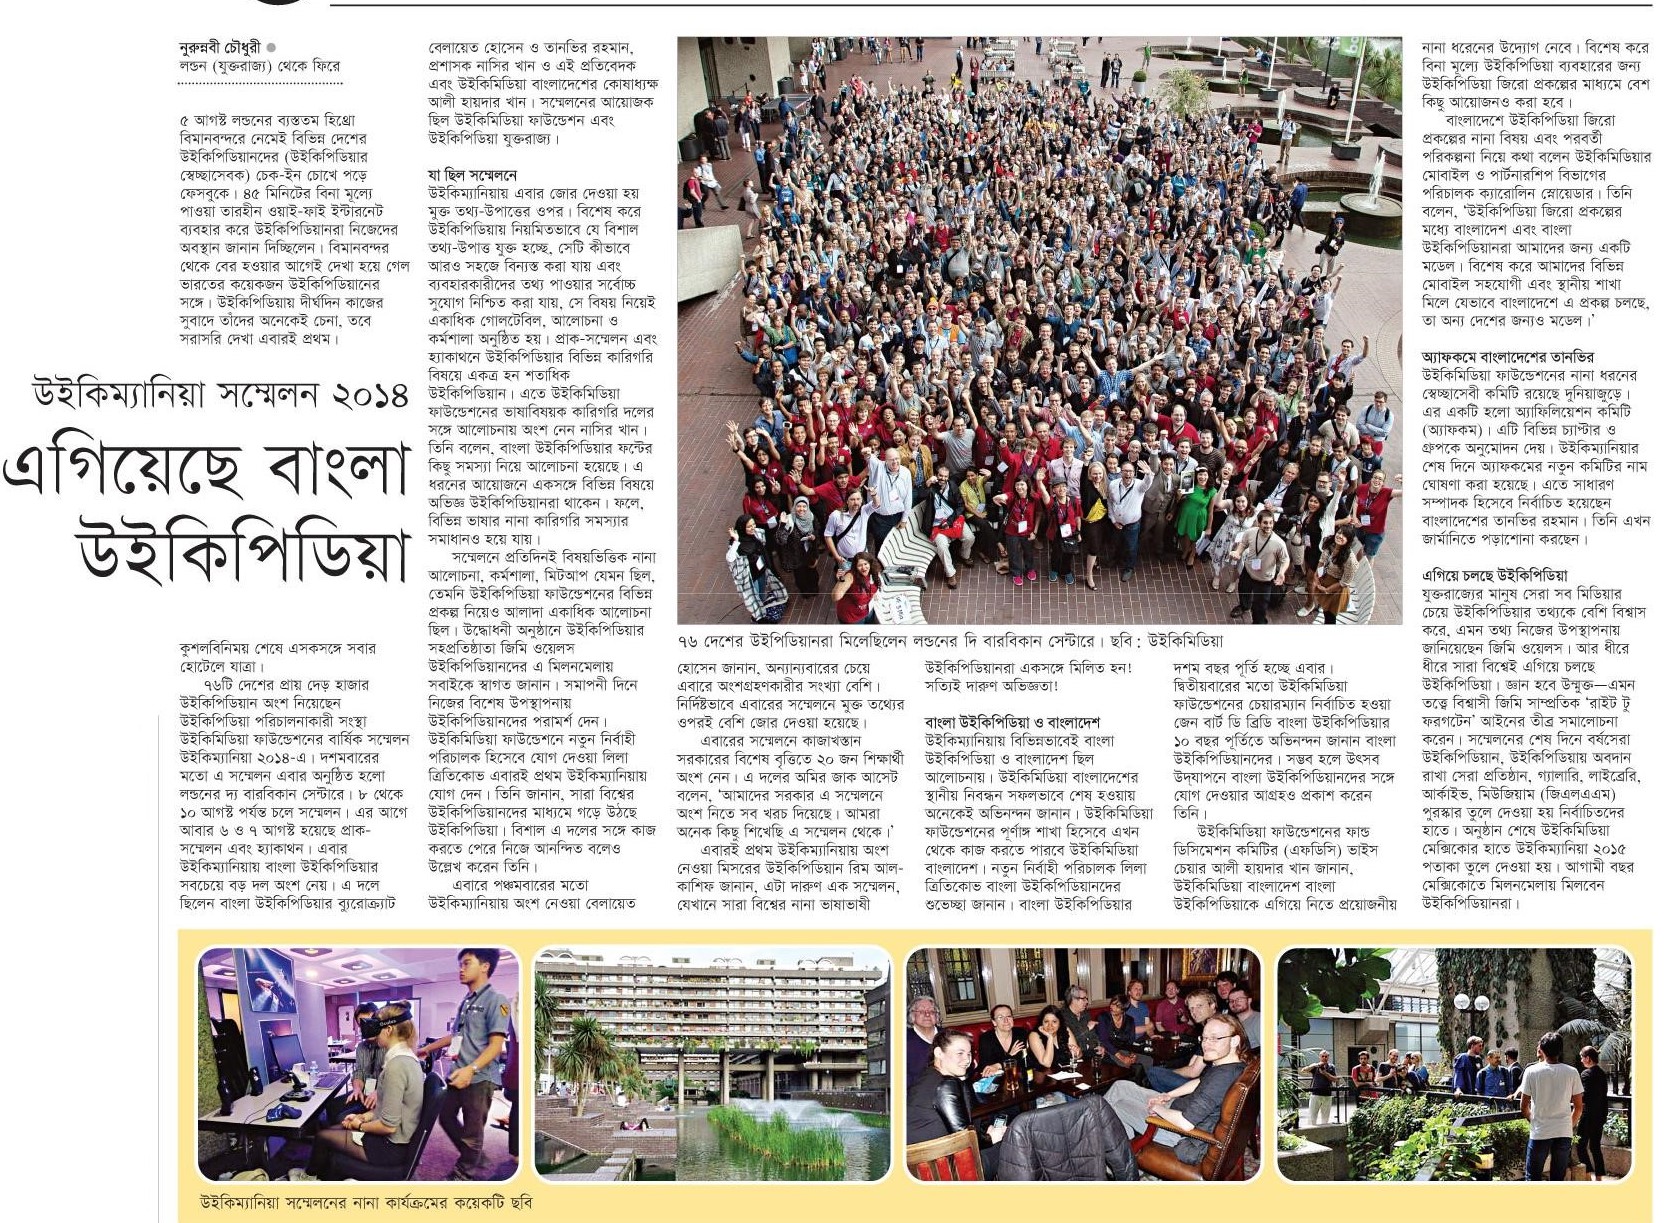 নুরুন্নবী চৌধুরী ●
লন্ডন (যুক্তরাজ্য) থেকে ফিরে
৫ আগস্ট লন্ডনের ব্যস্ততম হিথ্রো
বিমানবন্দরে নেমেই বিভিন্ন দেশের
উইকিপিডিয়ানদের (উইকিপিডিয়ার
স্বেচ্ছাসেবক) চেক-ইন চোখে পড়ে
ফেসবুকে। ৪৫ মিনিটের বিনা মূল্যে
পাওয়া তারহীন ওয়াই-ফাই ইন্টারনেট
ব্যবহার করে উইকিপিডিয়ানরা নিজেদের
অবস্থান জানান দিচ্ছিলেন। বিমানবন্দর
থেকে বের হওয়ার আগেই দেখা হয়ে গেল
ভারতের কয়েকজন উইকিপিডিয়ানের
সঙ্গে। উইকিপিডিয়ায় দীর্ঘদিন কাজের
সুবাদে তাঁদের অনেকেই চেনা, তবে
সরাসরি দেখা এবারই প্রথম।
উইকিম্যানিয়া সম্মেলন ২০১৪
এগিয়েছে বাংলা
উইকিপিডিয়া
কুশলবিনিময় শেষে এসকসঙ্গে সবার
হোটেলে যাত্রা।
৭৬টি দেশের প্রায় দেড় হাজার
উইকিপিডিয়ান অংশ নিয়েছেন
উইকিপিডিয়া পরিচালনাকারী সংস্থা
উইকিমিডিয়া ফাউন্ডেশনের বার্ষিক সম্মেলন
উইকিম্যানিয়া ২০১৪-এ। দশমবারের
মতো এ সম্মেলন এবার অনুষ্ঠিত হলো
লন্ডনের দ্য বারবিকান সেন্টারে। ৮ থেকে
১০ আগস্ট পর্যন্ত চলে সম্মেলন। এর আগে
আবার ৬ ও ৭ আগস্ট হয়েছে প্রাক-
সম্মেলন এবং হ্যাকাথন। এবার
উইকিম্যানিয়ায় বাংলা উইকিপিডিয়ার
সবচেয়ে বড় দল অংশ নেয়। এ দলে
ছিলেন বাংলা উইকিপিডিয়ার ব্যুরোক্র্যাট
বেলায়েত হোসেন ও তানভির রহমান,
প্রশাসক নাসির খান ও এই প্রতিবেদক
এবং উইকিমিডিয়া বাংলাদেশের কোষাধ্যক্ষ
আলী হায়দার খান। সম্মেলনের আয়োজক
ছিল উইকিমিডিয়া ফাউন্ডেশন এবং
উইকিপিডিয়া যুক্তরাজ্য।
যা ছিল সম্মেলনে
উইকিম্যানিয়ায় এবার জোর দেওয়া হয়
মুক্ত তথ্য-উপাত্তের ওপর। বিশেষ করে
উইকিপিডিয়ায় নিয়মিতভাবে যে বিশাল
তথ্য-উপাত্ত যুক্ত হচ্ছে, সেটি কীভাবে
আরও সহজে বিন্যস্ত করা যায় এবং
ব্যবহারকারীদের তথ্য পাওয়ার সর্বোচ্চ
সুযোগ নিশ্চিত করা যায়, সে বিষয় নিয়েই
একাধিক গোলটেবিল, আলোচনা ও
কর্মশালা অনুষ্ঠিত হয়। প্রাক-সম্মেলন এবং
হ্যাকাথনে উইকিপিডিয়ার বিভিন্ন কারিগরি
বিষয়ে একত্র হন শতাধিক
উইকিপিডিয়ান। এতে উইকিমিডিয়া
ফাউন্ডেশনের ভাষাবিষয়ক কারিগরি দলের
সঙ্গে আলোচনায় অংশ নেন নাসির খান।
তিনি বলেন, বাংলা উইকিপিডিয়ার ফন্টের
কিছু সমস্যা নিয়ে আলোচনা হয়েছে। এ
ধরনের আয়োজনে একসঙ্গে বিভিন্ন বিষয়ে
অভিজ্ঞ উইকিপিডিয়ানরা থাকেন। ফলে,
বিভিন্ন ভাষার নানা কারিগরি সমস্যার
সমাধানও হয়ে যায়।
সম্মেলনে প্রতিদিনই বিষয়ভিত্তিক নানা
আলোচনা, কর্মশালা, মিটআপ যেমন ছিল,
তেমনি উইকিপিডিয়া ফাউন্ডেশনের বিভিন্ন
প্রকল্প নিয়েও আলাদা একাধিক আলোচনা
ছিল। উদ্ধোধনী অনুষ্ঠানে উইকিপিডিয়ার
সহপ্রতিষ্ঠাতা জিমি ওয়েলস
উইকিপিডিয়ানদের এ মিলনমেলায়
সবাইকে স্বাগত জানান। সমাপনী দিনে
নিজের বিশেষ উপস্থাপনায়
উইকিপিডিয়ানদের পরামর্শ দেন।
উইকিমিডিয়া ফাউন্ডেশনে নতুন নির্বাহী
পরিচালক হিসেবে যোগ দেওয়া লিলা
ত্রিতিকোভ এবারই প্রথম উইকিম্যানিয়ায়
যোগ দেন। তিনি জানান, সারা বিশ্বের
উইকিপিডিয়ানদের মাধ্যমে গড়ে উঠছে
উইকিপিডিয়া। বিশাল এ দলের সঙ্গে কাজ
করতে পেরে নিজে আনন্দিত বলেও
উল্লেখ করেন তিনি।
এবারে পঞ্চমবারের মতো
উইকিম্যানিয়ায় অংশ নেওয়া বেলায়েত
৭৬ দেশের উইপিডিয়ানরা মিলেছিলেন লন্ডনের দি বারবিকান সেন্টারে। ছবি: উইকিমিডিয়া
হোসেন জানান, অন্যান্যবারের চেয়ে
এবারে অংশগ্রহণকারীর সংখ্যা বেশি।
নির্দিষ্টভাবে এবারের সম্মেলনে মুক্ত তথ্যের
ওপরই বেশি জোর দেওয়া হয়েছে।
এবারের সম্মেলনে কাজাখস্তান
সরকারের বিশেষ বৃত্তিতে ২০ জন শিক্ষার্থী
অংশ নেন। এ দলের অমির জাক আসেট
বলেন, ‘আমাদের সরকার এ সম্মেলনে
অংশ নিতে সব খরচ দিয়েছে। আমরা
অনেক কিছু শিখেছি এ সম্মেলন থেকে।’
এবারই প্রথম উইকিম্যানিয়ায় অংশ
নেওয়া মিসরের উইকিপিডিয়ান রিম আল-
কাশিফ জানায়, এটা দারুণ এক সম্মেলন,
যেখানে সারা বিশ্বের নানা ভাষাভাষী
উইকিপিডিয়ানরা একসঙ্গে মিলিত হন!
সত্যিই দারুণ অভিজ্ঞতা!
বাংলা উইকিপিডিয়া ও বাংলাদেশ
উইকিম্যানিয়ায় বিভিন্নভাবেই বাংলা
উইকিপিডিয়া ও বাংলাদেশ ছিল
আলোচনায়। উইকিমিডিয়া বাংলাদেশের
স্থানীয় নিবন্ধন সফলভাবে শেষ হওয়ায়
অনেকেই অভিনন্দন জানান। উইকিমিডিয়া
ফাউন্ডেশনের পূর্ণাঙ্গ শাখা হিসেবে এখন
থেকে কাজ করতে পারবে উইকিমিডিয়া
বাংলাদেশ। নতুন নির্বাহী পরিচালক লিলা
ত্রিতিকোভ বাংলা উইকিপিডিয়ানদের
শুভেচ্ছা জানান। বাংলা উইকিপিডিয়ার
দশম বছর পূর্তি হচ্ছে এবার।
দ্বিতীয়বারের মতো উইকিমিডিয়া
ফাউন্ডেশনের চেয়ারম্যান নির্বাচিত হওয়া
জেন বার্ট ডি ব্রিডি বাংলা উইকিপিডিয়ার
১০ বছর পূর্তিতে অভিনন্দন জানান বাংলা
উইকিপিডিয়ানদের। সম্ভব হলে উৎসব
উদ্‌যাপনে বাংলা উইকিপিডিয়ানদের সঙ্গে
যোগ দেওয়ার আগ্রহও প্রকাশ করেন
তিনি।
উইকিমিডিয়া ফাউন্ডেশনের ফান্ড
ডিসিমেশন কমিটির (এফডিসি) ভাইস
চেয়ার আলী হায়দার খান জানান,
উইকিমিডিয়া বাংলাদেশ বাংলা
উইকিপিডিয়াকে এগিয়ে নিতে প্রয়োজনীয়
নানা ধরেনের উদ্যোগ নেবে। বিশেষ করে
বিনা মূল্যে উইকিপিডিয়া ব্যবহারের জন্য
উইকিপিডিয়া জিরো প্রকল্পের মাধ্যমে বেশ
কিছু আয়োজনও করা হবে।
বাংলাদেশে উইকিপিডিয়া জিরো
প্রকল্পের নানা বিষয় এবং পরবর্তী
পরিকল্পনা নিয়ে কথা বলেন উইকিমিডিয়ার
মোবাইল ও পার্টনারশিপ বিভাগের
পরিচালক ক্যারোলিন স্নোয়েডার। তিনি
বলেন, ‘উইকিপিডিয়া জিরো প্রকল্পের
মধ্যে বাংলাদেশ এবং বাংলা
উইকিপিডিয়ানরা আমাদের জন্য একটি
মডেল। বিশেষ করে আমাদের বিভিন্ন
মোবাইল সহযোগী এবং স্থানীয় শাখা
মিলে যেভাবে বাংলাদেশে এ প্রকল্প চলছে,
তা অন্য দেশের জন্যও মডেল।’
অ্যাফকমে বাংলাদেশের তানভির
উইকিমিডিয়া ফাউন্ডেশনের নানা ধরনের
স্বেচ্ছাসেবী কমিটি রয়েছে দুনিয়াজুড়ে।
এর একটি হলো অ্যাফিলিয়েশন কমিটি
(অ্যাফকম)। এটি বিভিন্ন চ্যাপ্টার ও
গ্রুপকে অনুমোদন দেয়। উইকিম্যানিয়ার
শেষ দিনে অ্যাফকমের নতুন কমিটির নাম
ঘোষণা করা হয়েছে। এতে সাধারণ
সম্পাদক হিসেবে নির্বাচিত হয়েছেন
বাংলাদেশের তানভির রহমান। তিনি এখন
জার্মানিতে পড়াশোনা করছেন।
এগিয়ে চলছে উইকিপিডিয়া
যুক্তরাজ্যের মানুষ সেরা সব মিডিয়ার
চেয়ে উইকিপিডিয়ার তথ্যকে বেশি বিশ্বাস
করে, এমন তথ্য নিজের উপস্থাপনায়
জানিয়েছেন জিমি ওয়েলস। আর ধীরে
ধীরে সারা বিশ্বেই এগিয়ে চলছে
উইকিপিডিয়া। জ্ঞান হবে উন্মুক্ত—এমন
তত্ত্বে বিশ্বাসী জিমি সাম্প্রতিক ‘রাইট টু
ফরগটেন’ আইনের তীব্র সমালোচনা
করেন। সম্মেলনের শেষ দিনে বর্ষসেরা
উইকিপিডিয়ান, উইকিপিডিয়ায় অবদান
রাখা সেরা প্রতিষ্ঠান, গ্যালারি, লাইব্রেরি,
আর্কাইভ, মিউজিয়াম (জিএলএএম)
পুরস্কার তুলে দেওয়া হয় নির্বাচিতদের
হাতে। অনুষ্ঠান শেষে উইকিমিডিয়া
মেক্সিকোর হাতে উইকিম্যানিয়া ২০১৫
পতাকা তুলে দেওয়া হয়। আগামী বছর
মেক্সিকোতে মিলনমেলায় মিলবেন
উইকিপিডিয়ানরা।
উইকিম্যানিয়া সম্মেলনের নানা কার্যক্রমের কয়েকটি ছবি